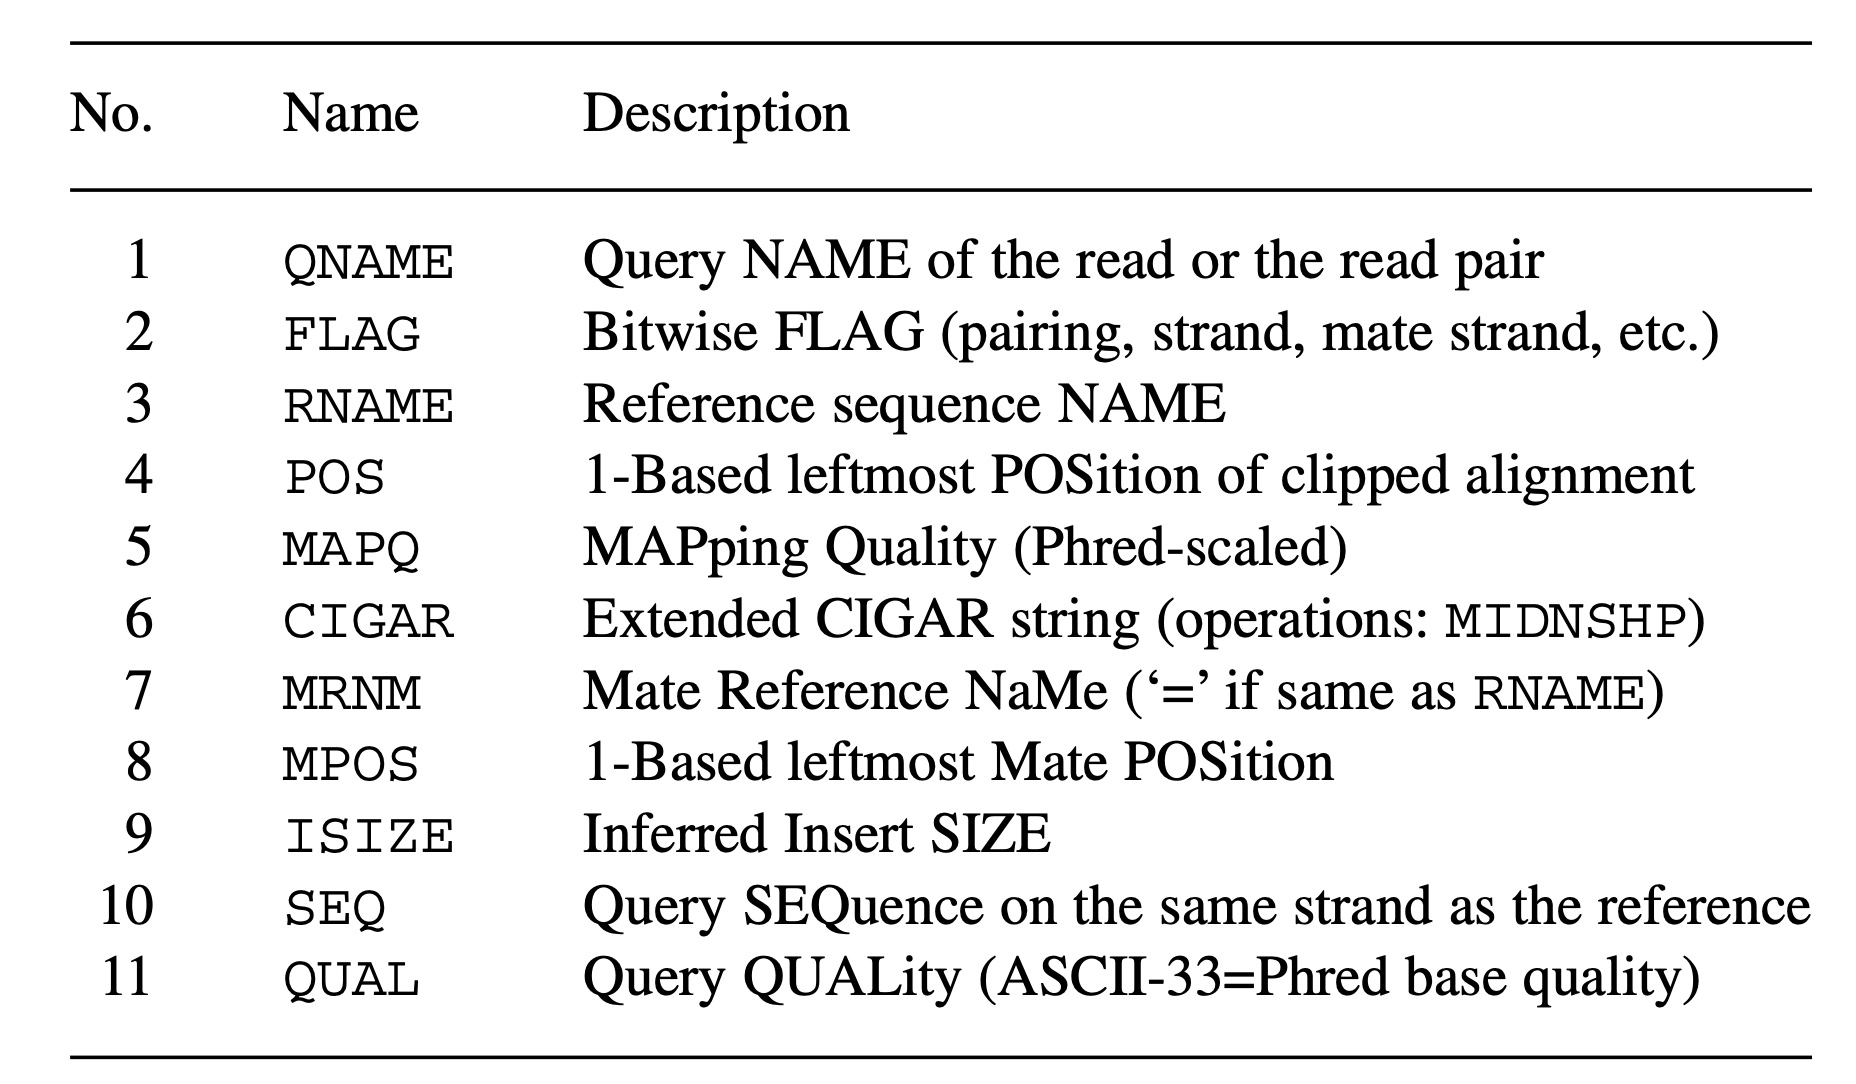 No. Name Description
1 QNAME Query NAME of the read or the read pair
2 FLAG Bitwise FLAG (pairing, strand, mate strand, etc.)
3 RNAME Reference sequence NAME
4 POS 1-Based leftmost POSition of clipped alignment
5 MAPQ MAPping Quality (Phred-scaled)
6 CIGAR Extended CIGAR string (operations: MIDNSHP)
7 MRNM Mate Reference NaMe (‘=’ if same as RNAME)
8 MPOS 1-Based leftmost Mate POSition
9 ISIZE Inferred Insert SIZE
10 SEQ Query SEQuence on the same strand as the reference
11 QUAL Query QUALity (ASCII-33=Phred base quality)